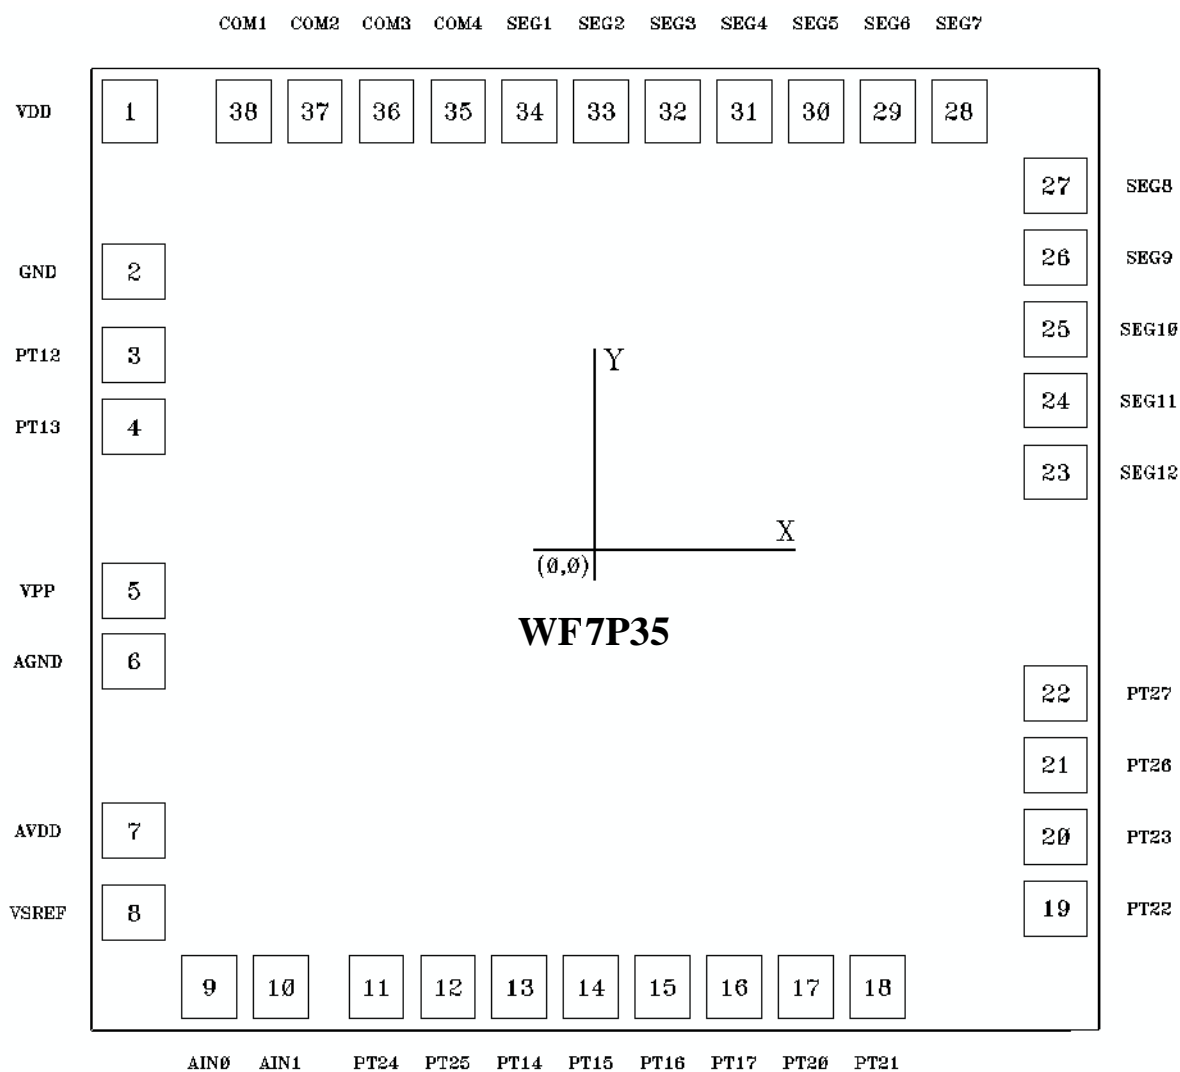 COM1 COM2 COM3 COM4 SEG1 SEG2 SEG3 SEG4 SEG5 SEG6 SEG7
VDD 1 38 37 36 35 34 33 32 31 30 29 28
27 SEG8
GND 2 26 SEG9
25 SEG10
PT12 3 Y
24 SEG11
PT13 4
23 SEG12
X
(0,0)
VPP 5
WF7P35
AGND 6
22 PT27
21 PT26
AVDD 7 20 PT23
VSREF 8 19 PT22
9 10 11 12 13 14 15 16 17 18
AIN0 AIN1 PT24 PT25 PT14 PT15 PT16 PT17 PT20 PT21